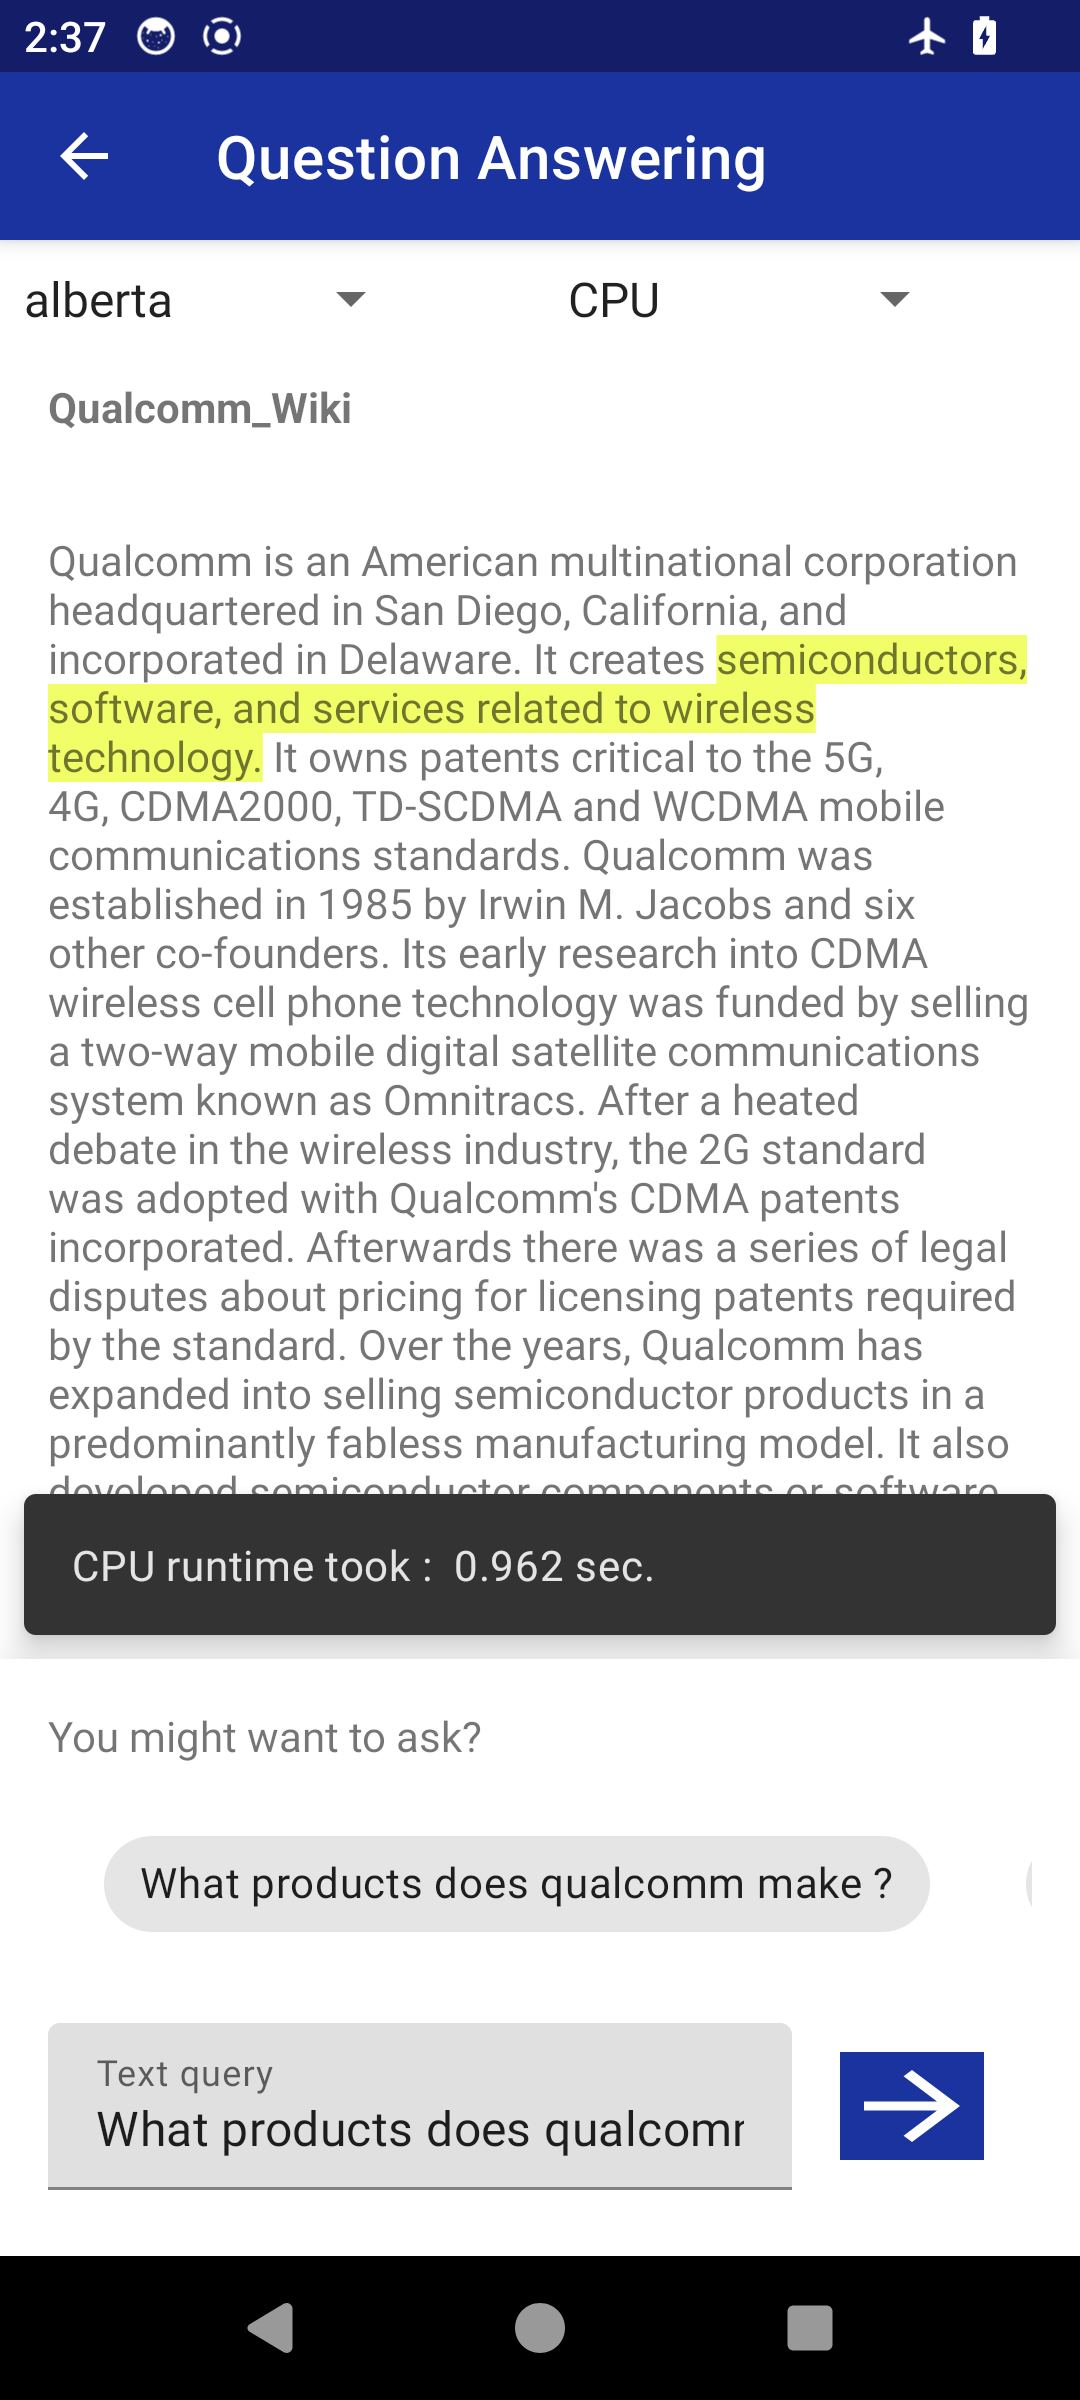 2:37
Question Answering
alberta
CPU
Qualcomm_Wiki
Qualcomm is an American multinational corporation
headquartered in San Diego, California, and
incorporated in Delaware. It creates semiconductors,
software, and services related to wireless
technology. It owns patents critical to the 5G,
4G, CDMA2000, TD-SCDMA and WCDMA mobile
communications standards. Qualcomm was
established in 1985 by Irwin M. Jacobs and six
other co-founders. Its early research into CDMA
wireless cell phone technology was funded by selling
a two-way mobile digital satellite communications
system known as Omnitracs. After a heated
debate in the wireless industry, the 2G standard
was adopted with Qualcomm's CDMA patents
incorporated. Afterwards there was a series of legal
disputes about pricing for licensing patents required
by the standard. Over the years, Qualcomm has
expanded into selling semiconductor products in a
predominantly fabless manufacturing model. It also
developed semiconductor components or software
CPU runtime took : 0.962 sec.
You might want to ask?
What products does qualcomm make ?
Text query
What products does qualcom